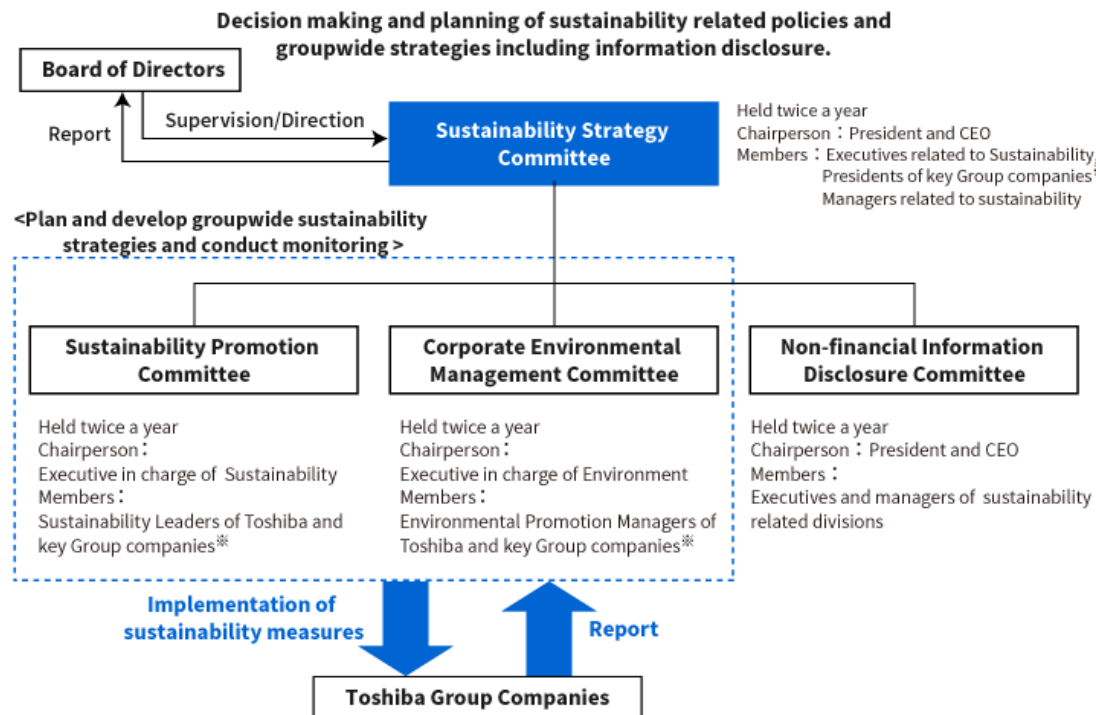 Decision making and planning of sustainability related policies and
groupwide strategies including information disclosure.
Board of Directors
Report
Supervision/Direction
Sustainability Strategy
Committee
Held twice a year
Chairperson：President and CEO
Members：Executives related to Sustainability,
Presidents of key Group companies※
Managers related to sustainability
<Plan and develop groupwide sustainability
strategies and conduct monitoring >
Sustainability Promotion
Committee
Held twice a year
Chairperson：
Executive in charge of Sustainability
Members：
Sustainability Leaders of Toshiba and
key Group companies※
Corporate Environmental
Management Committee
Held twice a year
Chairperson：
Executive in charge of Environment
Members：
Environmental Promotion Managers of
Toshiba and key Group companies※
Non-financial Information
Disclosure Committee
Held twice a year
Chairperson：President and CEO
Members：
Executives and managers of sustainability
related divisions
Implementation of
sustainability measures
Report
Toshiba Group Companies